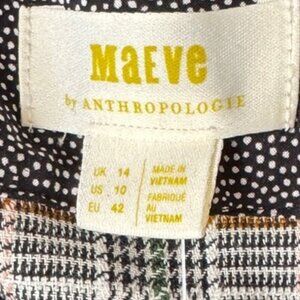 Maeve
by ANTHROPOLOGIE
UK 14
US 10
EU 42
MADE IN
VIETNAM
FABRIQUÉ
AU
VIETNAM